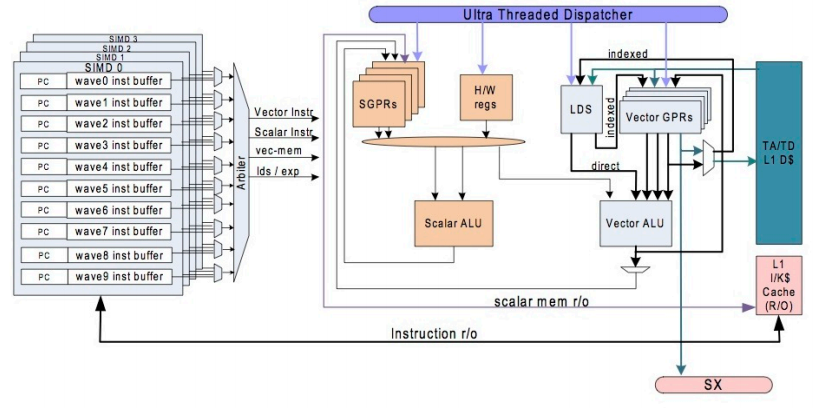 Ultra Threaded Dispatcher
SIMD 3
SIMD 2
SIMD 1
SIMD 0
PC wave0 inst buffer
PC wave1 inst buffer
PC wave2 inst buffer
PC wave3 inst buffer
PC wave4 inst buffer
PC wave5 inst buffer
PC wave6 inst buffer
PC wave7 inst buffer
PC wave8 inst buffer
PC wave9 inst buffer
Arbiter
Vector Instr
Scalar Instr
vec-mem
lds / exp
SGPRs
H/W
regs
LDS
indexed
indexed
Vector GPRs
direct
Scalar ALU
Vector ALU
TA/TD
L1 D$
L1
I/K$
Cache
(R/O)
scalar mem r/o
Instruction r/o
SX